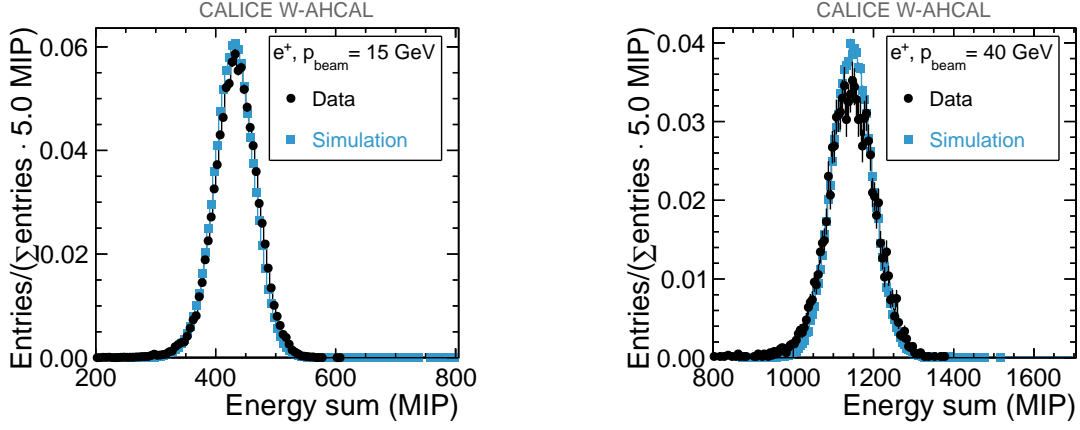 CALICE W-AHCAL
Entries/(∑entries · 5.0 MIP)
0.06
0.04
0.02
0.00
e⁺, p_beam = 15 GeV
Data
Simulation
200 400 600 800
Energy sum (MIP)
CALICE W-AHCAL
Entries/(∑entries · 5.0 MIP)
0.04
0.03
0.02
0.01
0.00
e⁺, p_beam = 40 GeV
Data
Simulation
800 1000 1200 1400 1600
Energy sum (MIP)